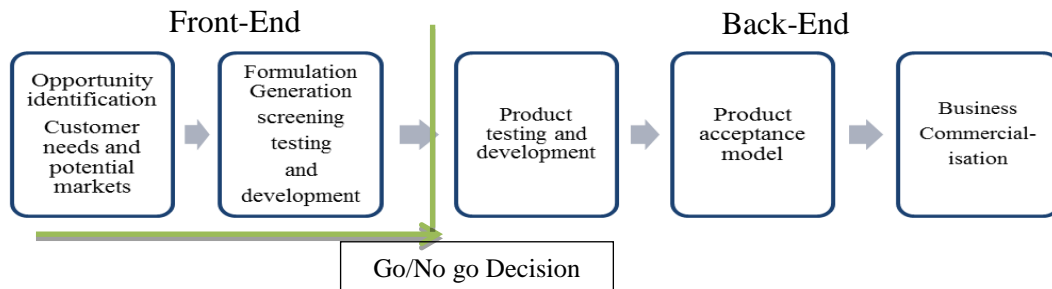 Front-End
Back-End
Opportunity
identification
Customer
needs and
potential
markets
Formulation
Generation
screening
testing
and
development
Product
testing and
development
Product
acceptance
model
Business
Commercial-
isation
Go/No go Decision